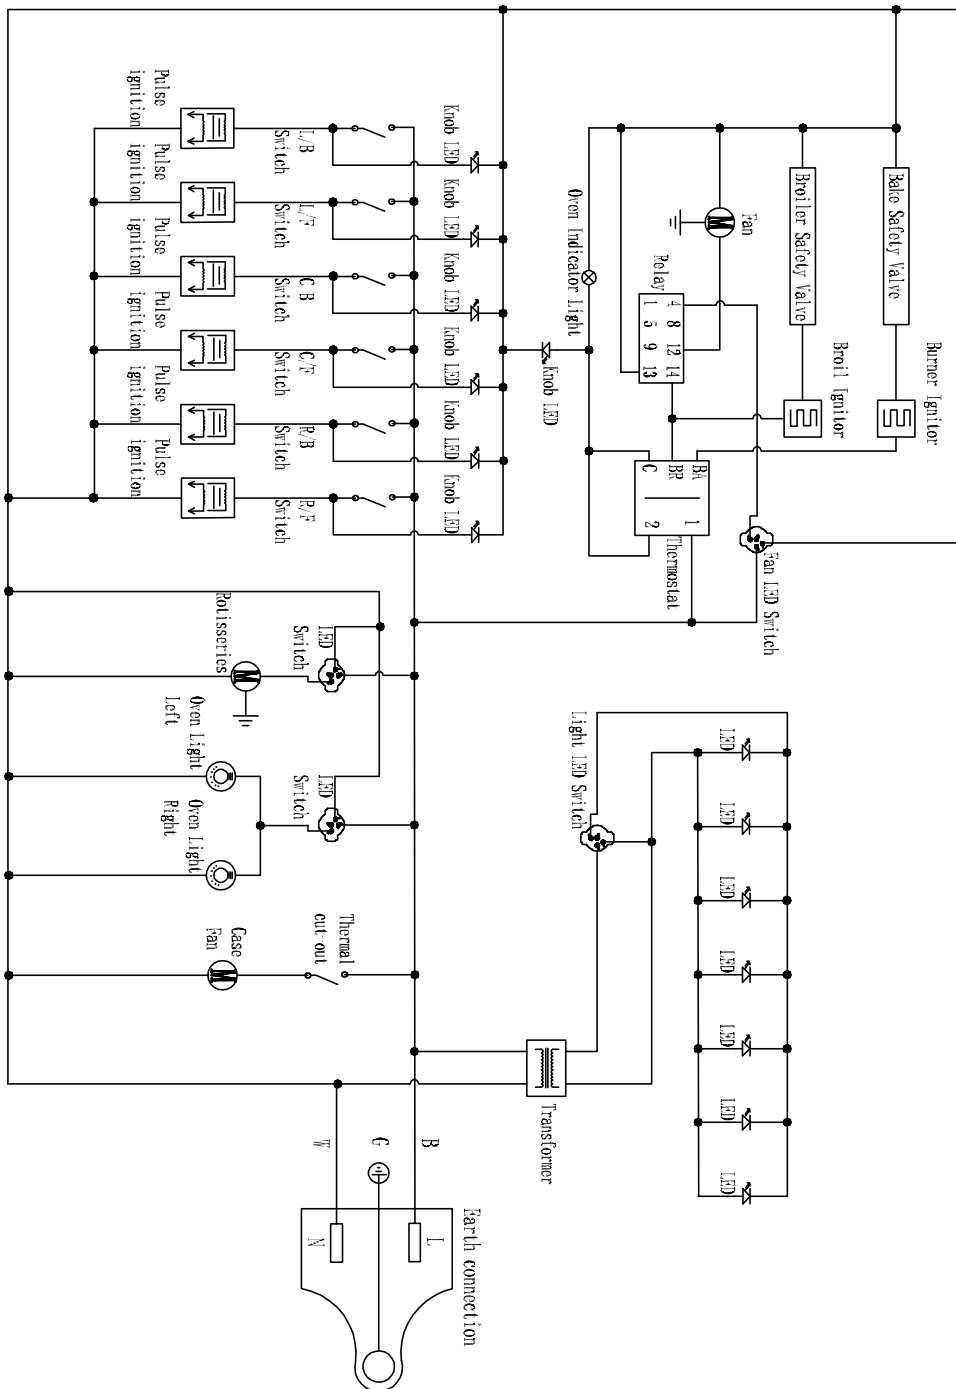 Burner Ignitor
Bake Safety Valve
Broil Ignitor
Broiler Safety Valve
Fan LED Switch
Fan
LED
LED
LED
LED
LED
LED
LED
Relay
4 8 12 14
1 5 9 13
BA
BR
C
1
2
Thermostat
Oven Indicator Light
Knob LED
Light LED Switch
Transformer
Knob LED
Knob LED
Knob LED
Knob LED
Knob LED
Knob LED
L/B
Switch
L/F
Switch
C/B
Switch
C/F
Switch
R/B
Switch
R/F
Switch
Pulse
ignition
Pulse
ignition
Pulse
ignition
Pulse
ignition
Pulse
ignition
Pulse
ignition
LED
Switch
LED
Switch
Rotisseries
Oven Light
Left
Oven Light
Right
Thermal
cut-out
Case
Fan
Earth connection
B
G
W
L
N